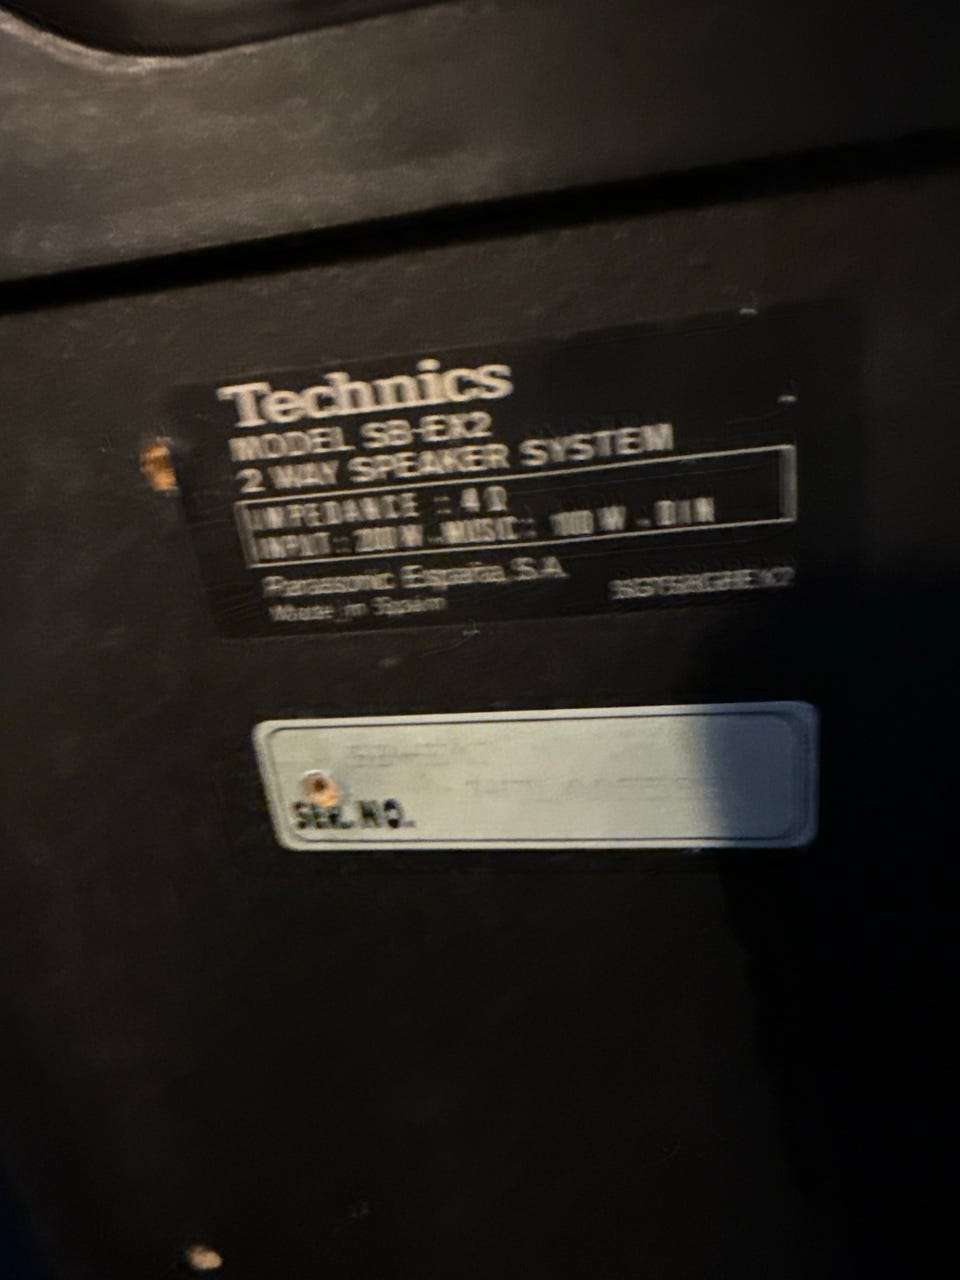 Technics
MODEL SB-EX2
2 WAY SPEAKER SYSTEM
IMPEDANCE : 4 Ω
INPUT : 200 W - MUSIC : 100 W - DIN
Panasonic España, S.A.
Made in Spain
SER. NO.